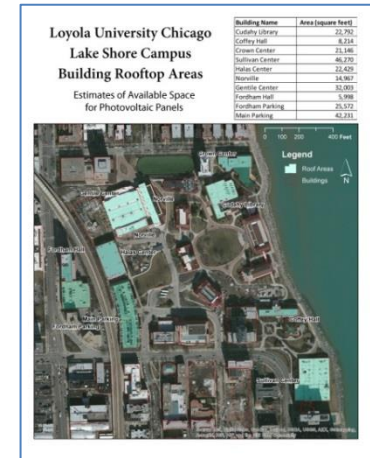 Loyola University Chicago
Lake Shore Campus
Building Rooftop Areas
Estimates of Available Space
for Photovoltaic Panels
Building Name Area (square feet)
Cudahy Library 22,792
Coffey Hall 8,214
Crown Center 21,146
Sullivan Center 46,270
Halas Center 22,429
Norville 14,967
Gentile Center 32,003
Fordham Hall 5,998
Fordham Parking 25,572
Main Parking 42,231
0 100 200 400 Feet
Legend
Roof Areas
Buildings
N
Crown Center
Gentile Center
Norville
Cudahy Library
Norville
Fordham Hall
Halas Center
Main Parking
Fordham Parking
Coffey Hall
Sullivan Center